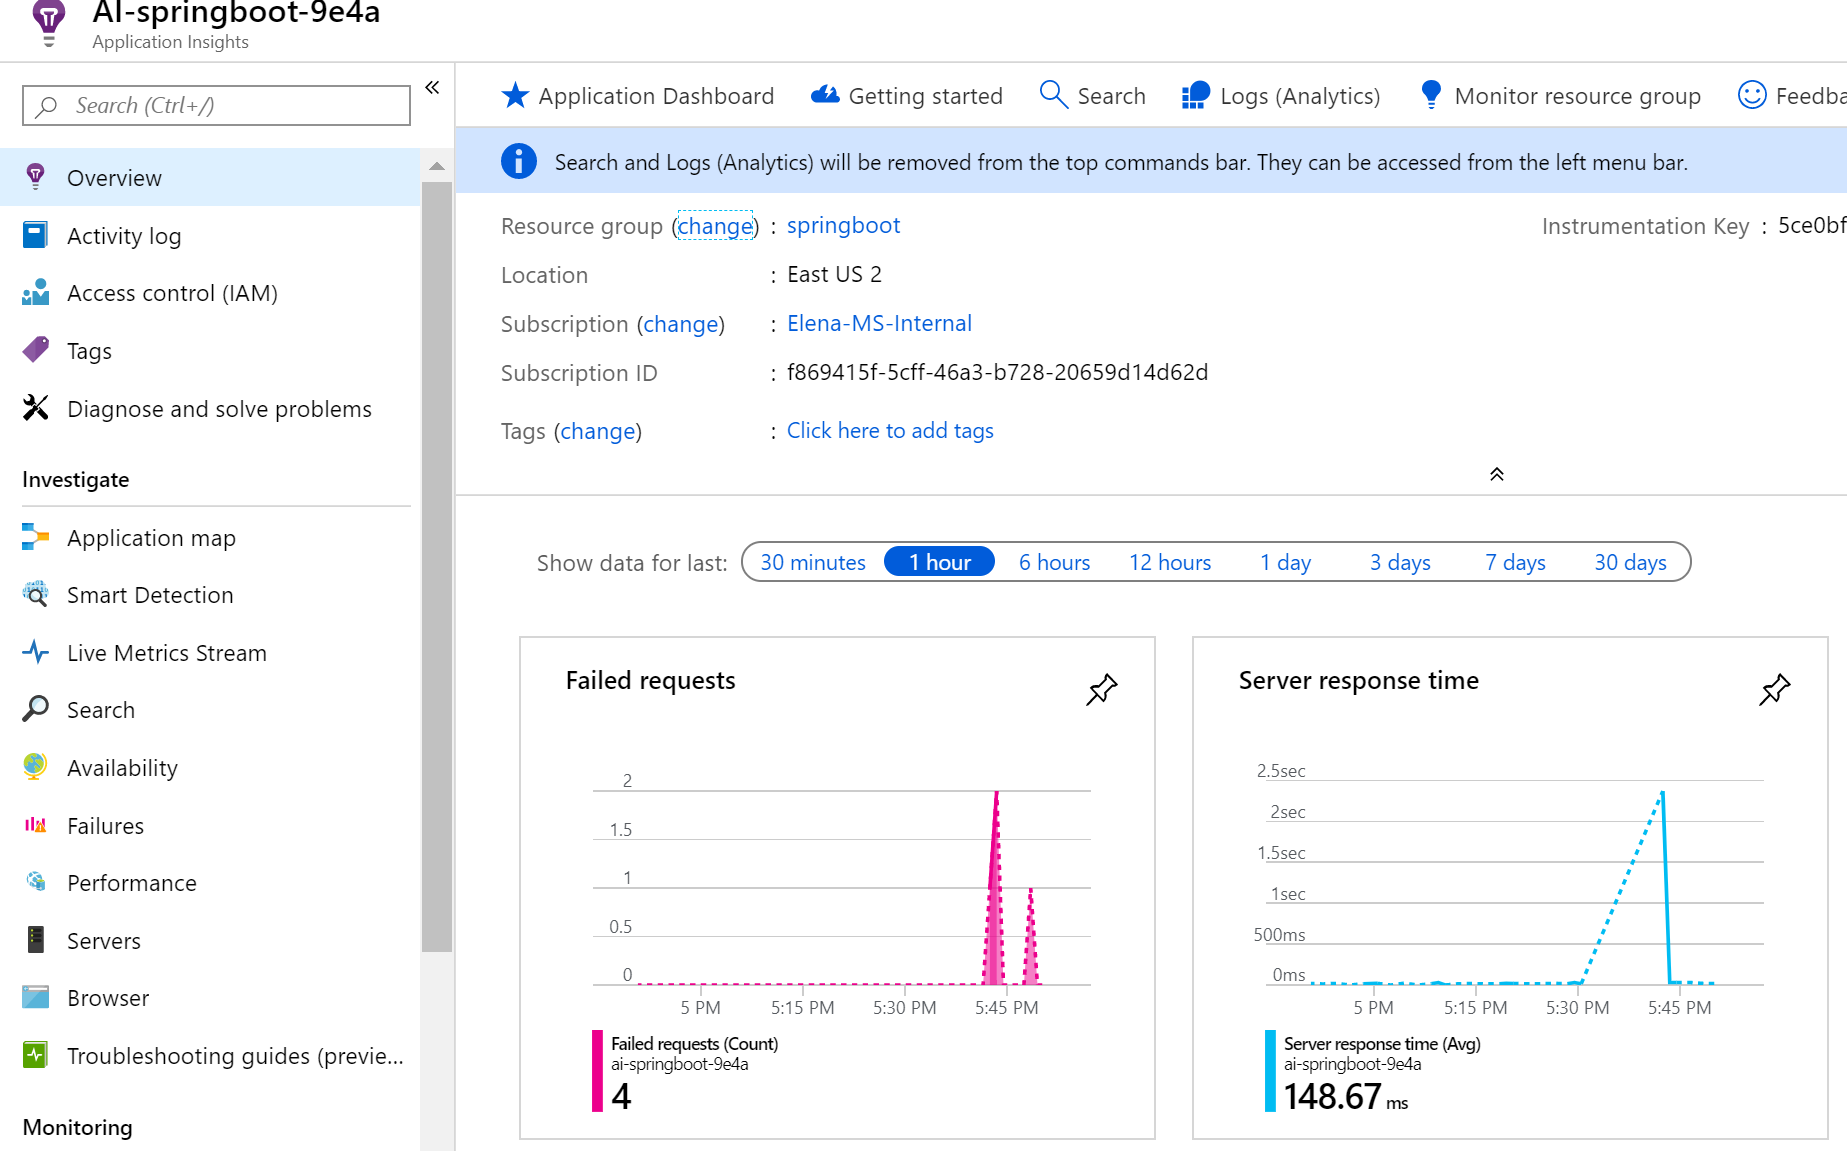 AI-springboot-9e4a
Application Insights
Search (Ctrl+/)
Overview
Activity log
Access control (IAM)
Tags
Diagnose and solve problems
Investigate
Application map
Smart Detection
Live Metrics Stream
Search
Availability
Failures
Performance
Servers
Browser
Troubleshooting guides (previe...
Monitoring
Application Dashboard
Getting started
Search
Logs (Analytics)
Monitor resource group
Feedba
Search and Logs (Analytics) will be removed from the top commands bar. They can be accessed from the left menu bar.
Resource group (change) : springboot
Location : East US 2
Subscription (change) : Elena-MS-Internal
Subscription ID : f869415f-5cff-46a3-b728-20659d14d62d
Tags (change) : Click here to add tags
Instrumentation Key : 5ce0bf
Show data for last: 30 minutes 1 hour 6 hours 12 hours 1 day 3 days 7 days 30 days
Failed requests
2
1.5
1
0.5
0
5 PM 5:15 PM 5:30 PM 5:45 PM
Failed requests (Count)
ai-springboot-9e4a
4
Server response time
2.5sec
2sec
1.5sec
1sec
500ms
0ms
5 PM 5:15 PM 5:30 PM 5:45 PM
Server response time (Avg)
ai-springboot-9e4a
148.67 ms